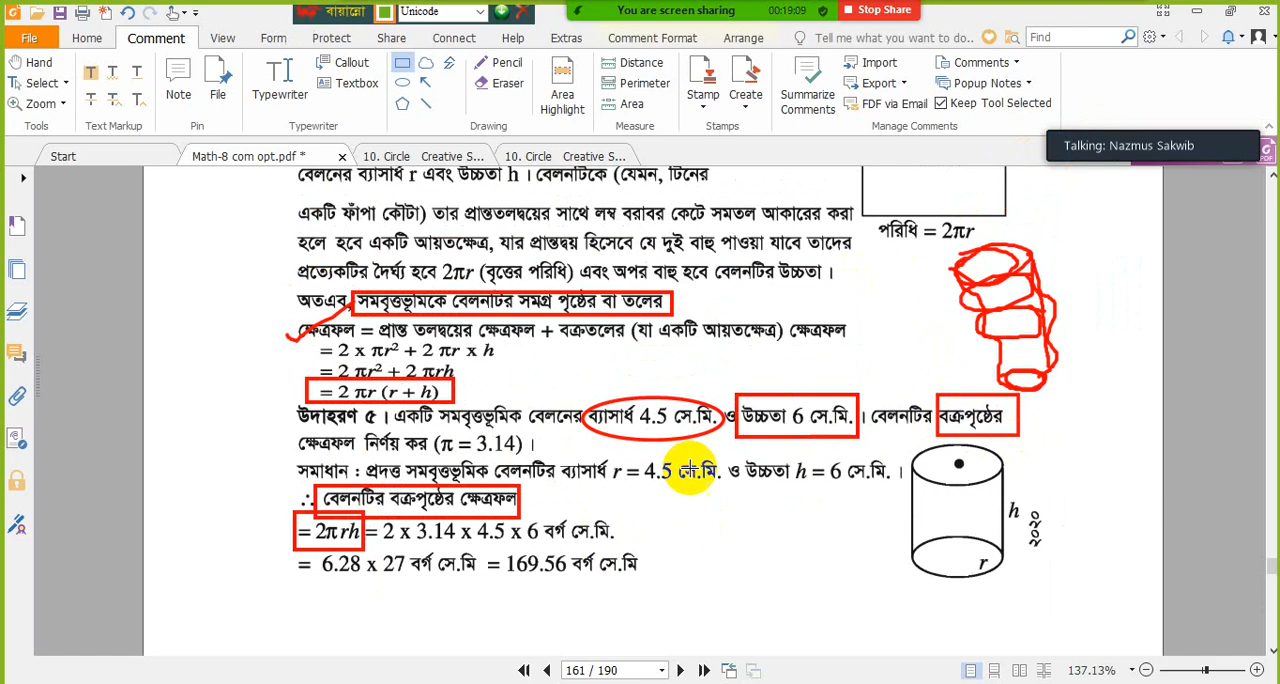 বায়ান্নো
Unicode
You are screen sharing
00:19:09
Stop Share
File
Home
Comment
View
Form
Protect
Share
Connect
Help
Extras
Comment Format
Arrange
Tell me what you want to do..
Find
Hand
Select
Zoom
Note
File
Typewriter
Callout
Textbox
Pencil
Eraser
Area Highlight
Distance
Perimeter
Area
Stamp
Create
Summarize Comments
Import
Export
FDF via Email
Comments
Popup Notes
Keep Tool Selected
Tools
Text Markup
Pin
Typewriter
Drawing
Measure
Stamps
Manage Comments
Start
Math-8 com opt.pdf *
10. Circle Creative S...
10. Circle Creative S...
Talking: Nazmus Sakwib
বেলনের ব্যাসার্ধ r এবং উচ্চতা h। বেলনটিকে (যেমন, টিনের
একটি ফাঁপা কৌটা) তার প্রান্ততলদ্বয়ের সাথে লম্ব বরাবর কেটে সমতল আকারের করা
হলে হবে একটি আয়তক্ষেত্র, যার প্রান্তদ্বয় হিসেবে যে দুই বাহু পাওয়া যাবে তাদের
প্রত্যেকটির দৈর্ঘ্য হবে 2πr (বৃত্তের পরিধি) এবং অপর বাহু হবে বেলনটির উচ্চতা।
পরিধি = 2πr
অতএব, সমবৃত্তভূমিকে বেলনটির সমগ্র পৃষ্ঠের বা তলের
ক্ষেত্রফল = প্রান্ত তলদ্বয়ের ক্ষেত্রফল + বক্রতলের (যা একটি আয়তক্ষেত্র) ক্ষেত্রফল
= 2 x πr² + 2 πr x h
= 2 πr² + 2 πrh
= 2 πr (r + h)
উদাহরণ ৫। একটি সমবৃত্তভূমিক বেলনের ব্যাসার্ধ 4.5 সে.মি. ও উচ্চতা 6 সে.মি.। বেলনটির বক্রপৃষ্ঠের
ক্ষেত্রফল নির্ণয় কর (π = 3.14)।
সমাধান : প্রদত্ত সমবৃত্তভূমিক বেলনটির ব্যাসার্ধ r = 4.5 সে.মি. ও উচ্চতা h = 6 সে.মি.।
∴ বেলনটির বক্রপৃষ্ঠের ক্ষেত্রফল
= 2π rh = 2 x 3.14 x 4.5 x 6 বর্গ সে.মি.
= 6.28 x 27 বর্গ সে.মি = 169.56 বর্গ সে.মি
h
r
২০২০
161 / 190
137.13%